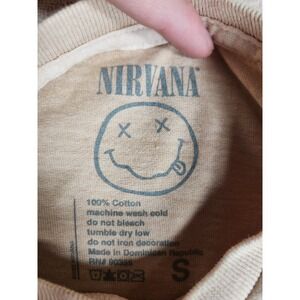 NIRVANA
100% Cotton
machine wash cold
do not bleach
tumble dry low
do not iron decoration
Made in Dominican Republic
RN#
S